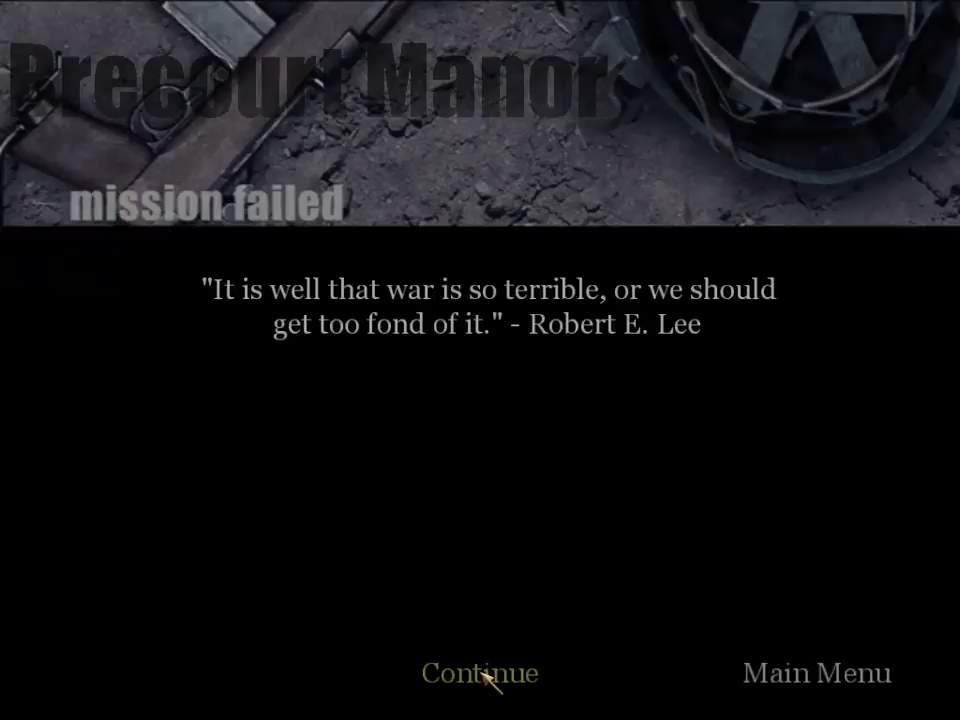 Precourt Manor
mission failed
"It is well that war is so terrible, or we should
get too fond of it." - Robert E. Lee
Continue
Main Menu